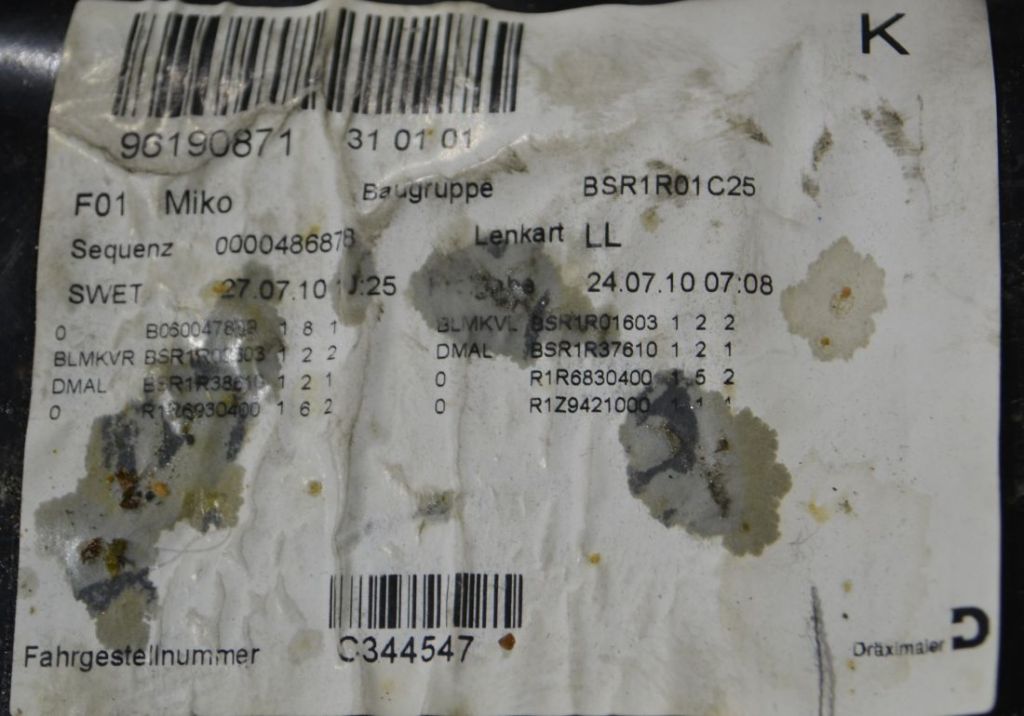 K
96190871 31 01 01
F01 Miko Baugruppe BSR1R01C25
Sequenz 0000486878 Lenkart LL
SWET 27.07.10 24.07.10 07:08
0 1 8 1 BLMKVL BSR1R01603 1 2 2
BLMKVR 1 2 2 DMAL BSR1R37610 1 2 1
DMAL 1 2 1 0 R1R6830400 1 5 2
0 R1R6930400 1 6 2 0 R1Z9421000
Fahrgestellnummer C344547
Dräxlmaier